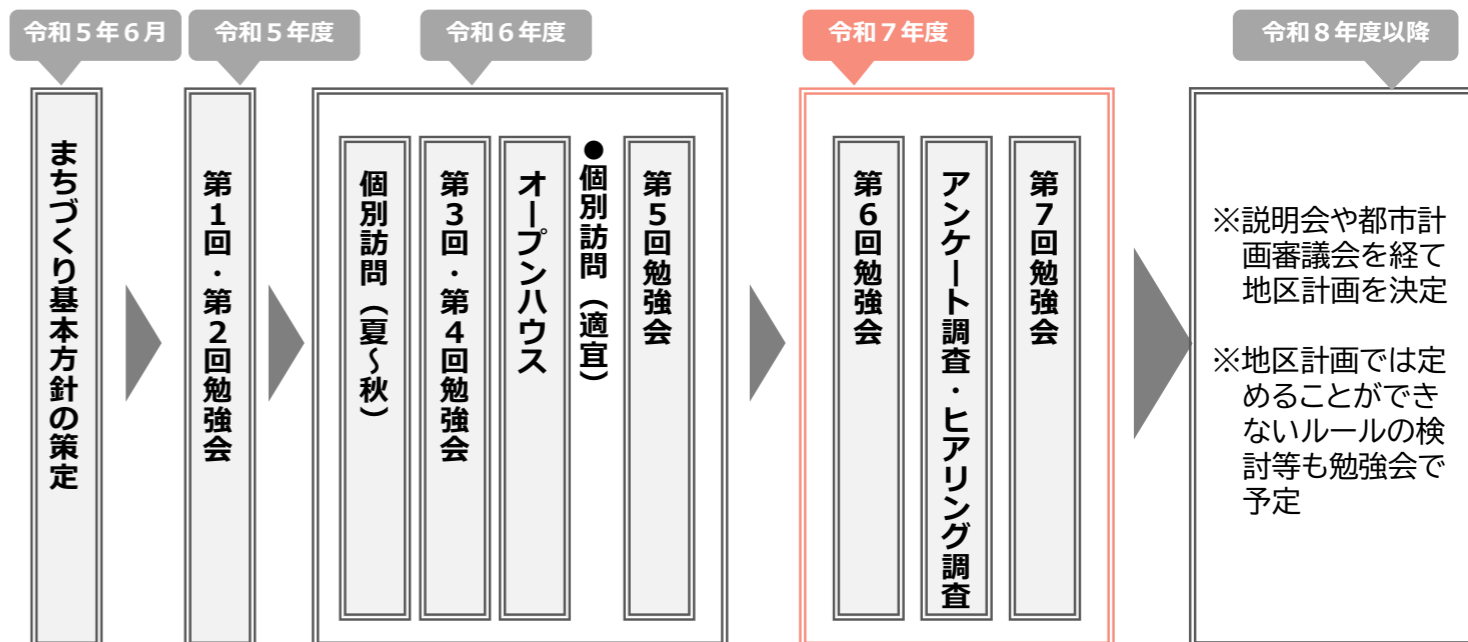 令和５年６月
まちづくり基本方針の策定
令和５年度
第１回・第２回勉強会
令和６年度
個別訪問（夏～秋）
第３回・第４回勉強会
オープンハウス
●個別訪問（適宜）
第５回勉強会
令和７年度
第６回勉強会
アンケート調査・ヒアリング調査
第７回勉強会
令和８年度以降
※説明会や都市計
画審議会を経て
地区計画を決定
※地区計画では定
めることができ
ないルールの検
討等も勉強会で
予定